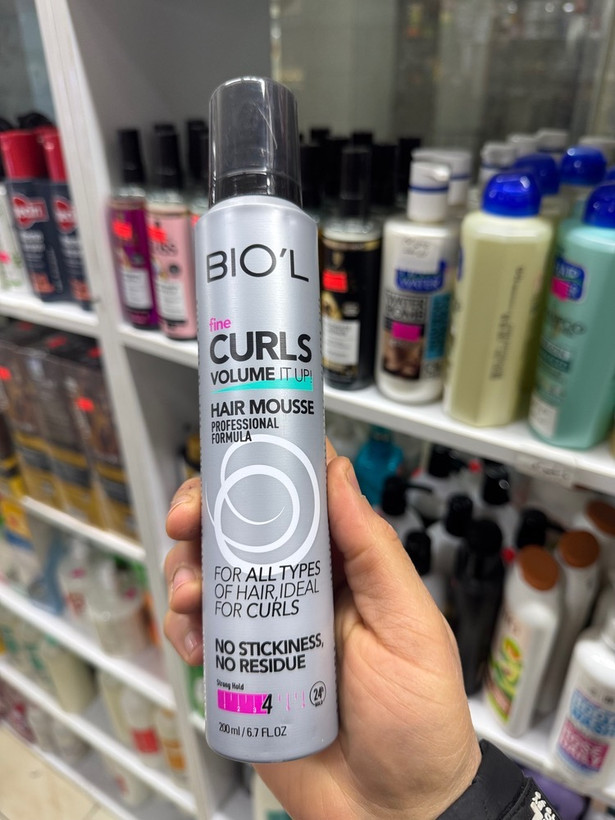 BIO'L
fine
CURLS
VOLUME IT UP!
HAIR MOUSSE
PROFESSIONAL
FORMULA
FOR ALL TYPES
OF HAIR, IDEAL
FOR CURLS
NO STICKINESS,
NO RESIDUE
Strong Hold
4
24h
200 ml / 6.7 FL.OZ
WATER